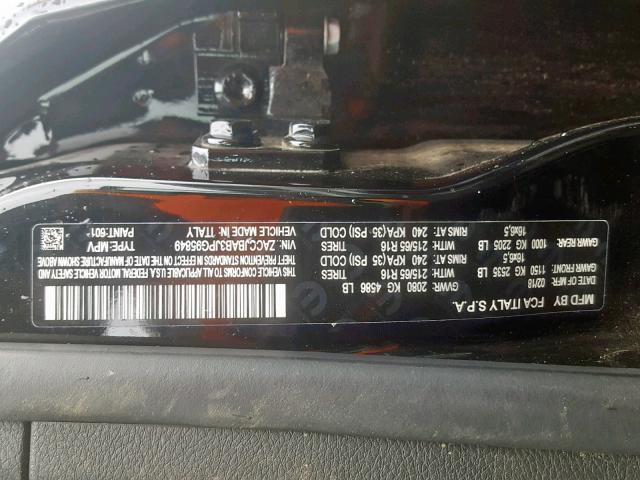 MFD BY FCA ITALY S.P.A.
DATE OF MFR: 02/18 GVWR: 2080 KG 4586 LB
GAWR FRONT: 1150 KG 2535 LB WITH: 215/65 R16 TIRES
16x6.5 RIMS AT: 240 KPA(35 PSI) COLD
GAWR REAR: 1000 KG 2205 LB WITH: 215/65 R16 TIRES
16x6.5 RIMS AT: 240 KPA(35 PSI) COLD
THIS VEHICLE CONFORMS TO ALL APPLICABLE FEDERAL MOTOR VEHICLE SAFETY AND
THEFT PREVENTION STANDARDS IN EFFECT ON THE DATE OF MANUFACTURE SHOWN ABOVE
VIN: ZACCJBAB3JPG95849 TYPE:MPV
VEHICLE MADE IN: ITALY PAINT:601